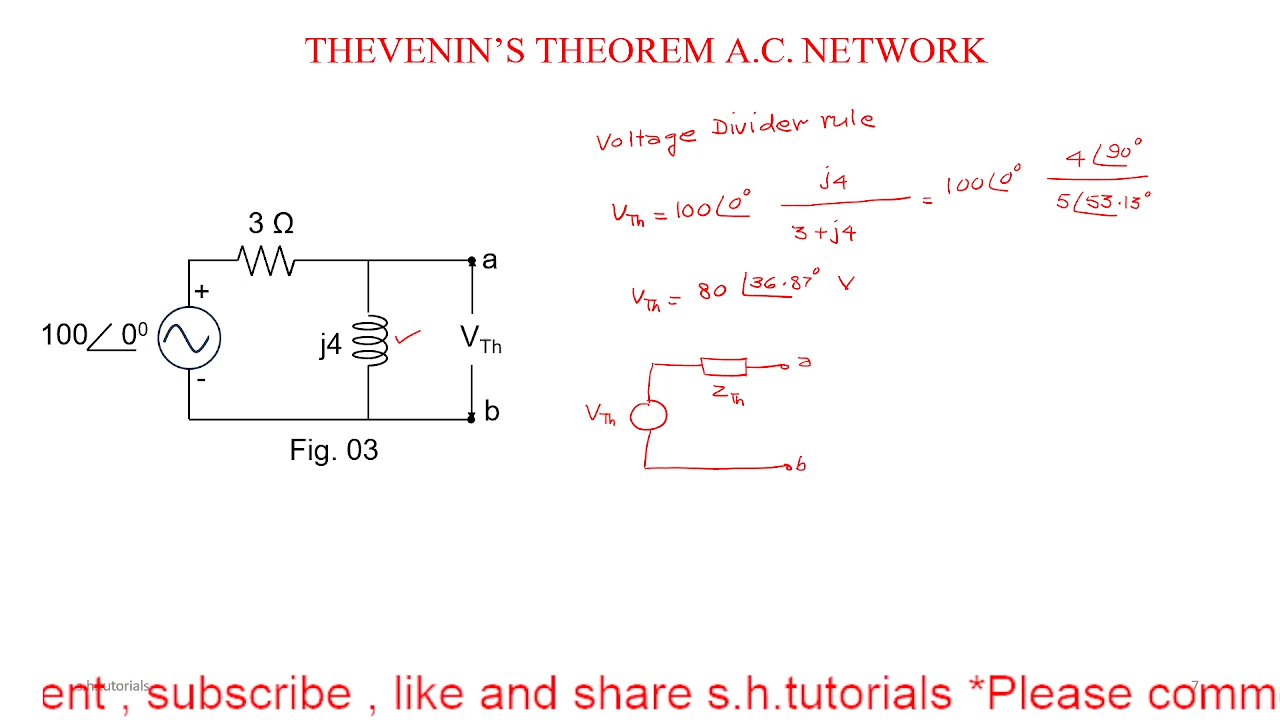 THEVENIN'S THEOREM A.C. NETWORK
Voltage Divider rule
V_Th = 100∠0° j4 / 3 + j4 = 100∠0° 4∠90° / 5∠53.13°
V_Th = 80 ∠36.87° V
3 Ω
a
+
100∠ 0⁰
j4
V_Th
-
b
Fig. 03
a
Z_Th
V_Th
b
s.h.tutorials
7
ent , subscribe , like and share s.h.tutorials *Please comm